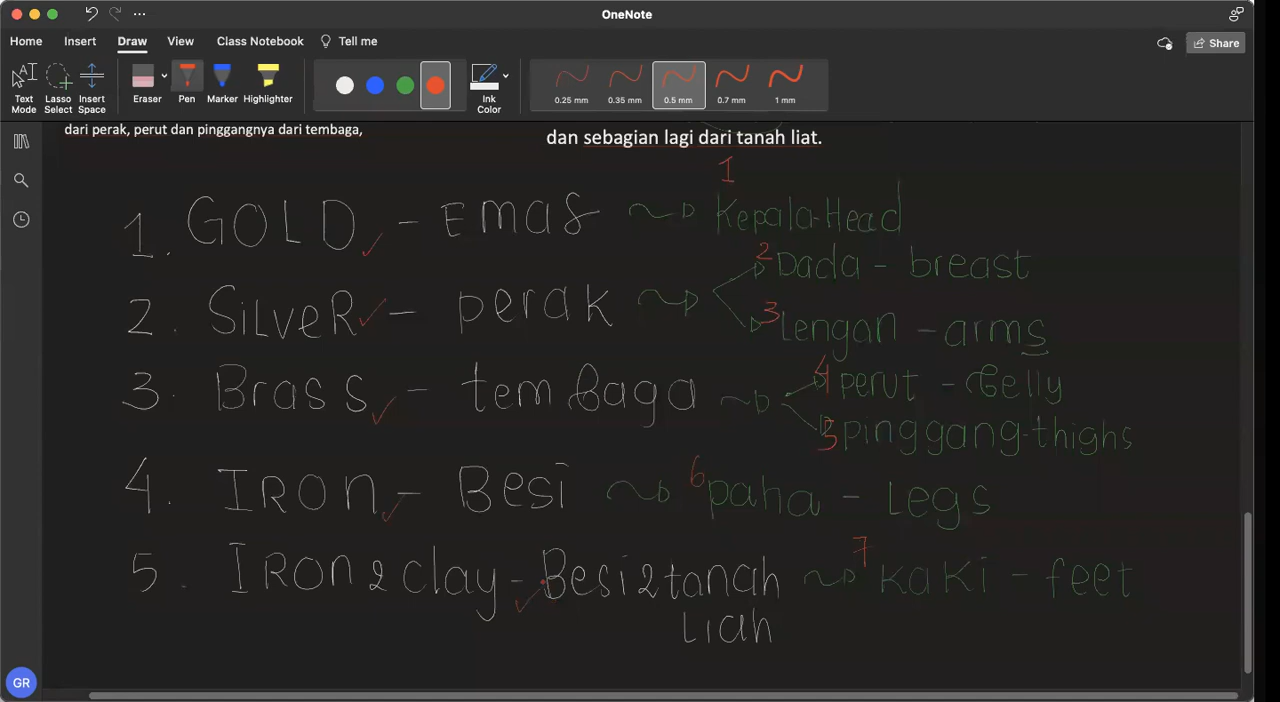 OneNote
Home Insert Draw View Class Notebook Tell me
Share
Text Mode
Lasso Select
Insert Space
Eraser
Pen
Marker
Highlighter
Ink Color
0.25 mm
0.35 mm
0.5 mm
0.7 mm
1 mm
dari perak, perut dan pinggangnya dari tembaga,
dan sebagian lagi dari tanah liat.
1
1. GOLD - EMAS Kepala-Head
2 Dada - breast
2. SiLveR - perak
3 Lengan - arms
4 perut - belly
3. Brass - tembaga
5 pinggang-thighs
4. IRON - Besi 6 paha - Legs
7
5. IRON 2 clay - Besi 2 tanah kaki - feet
Liah
GR